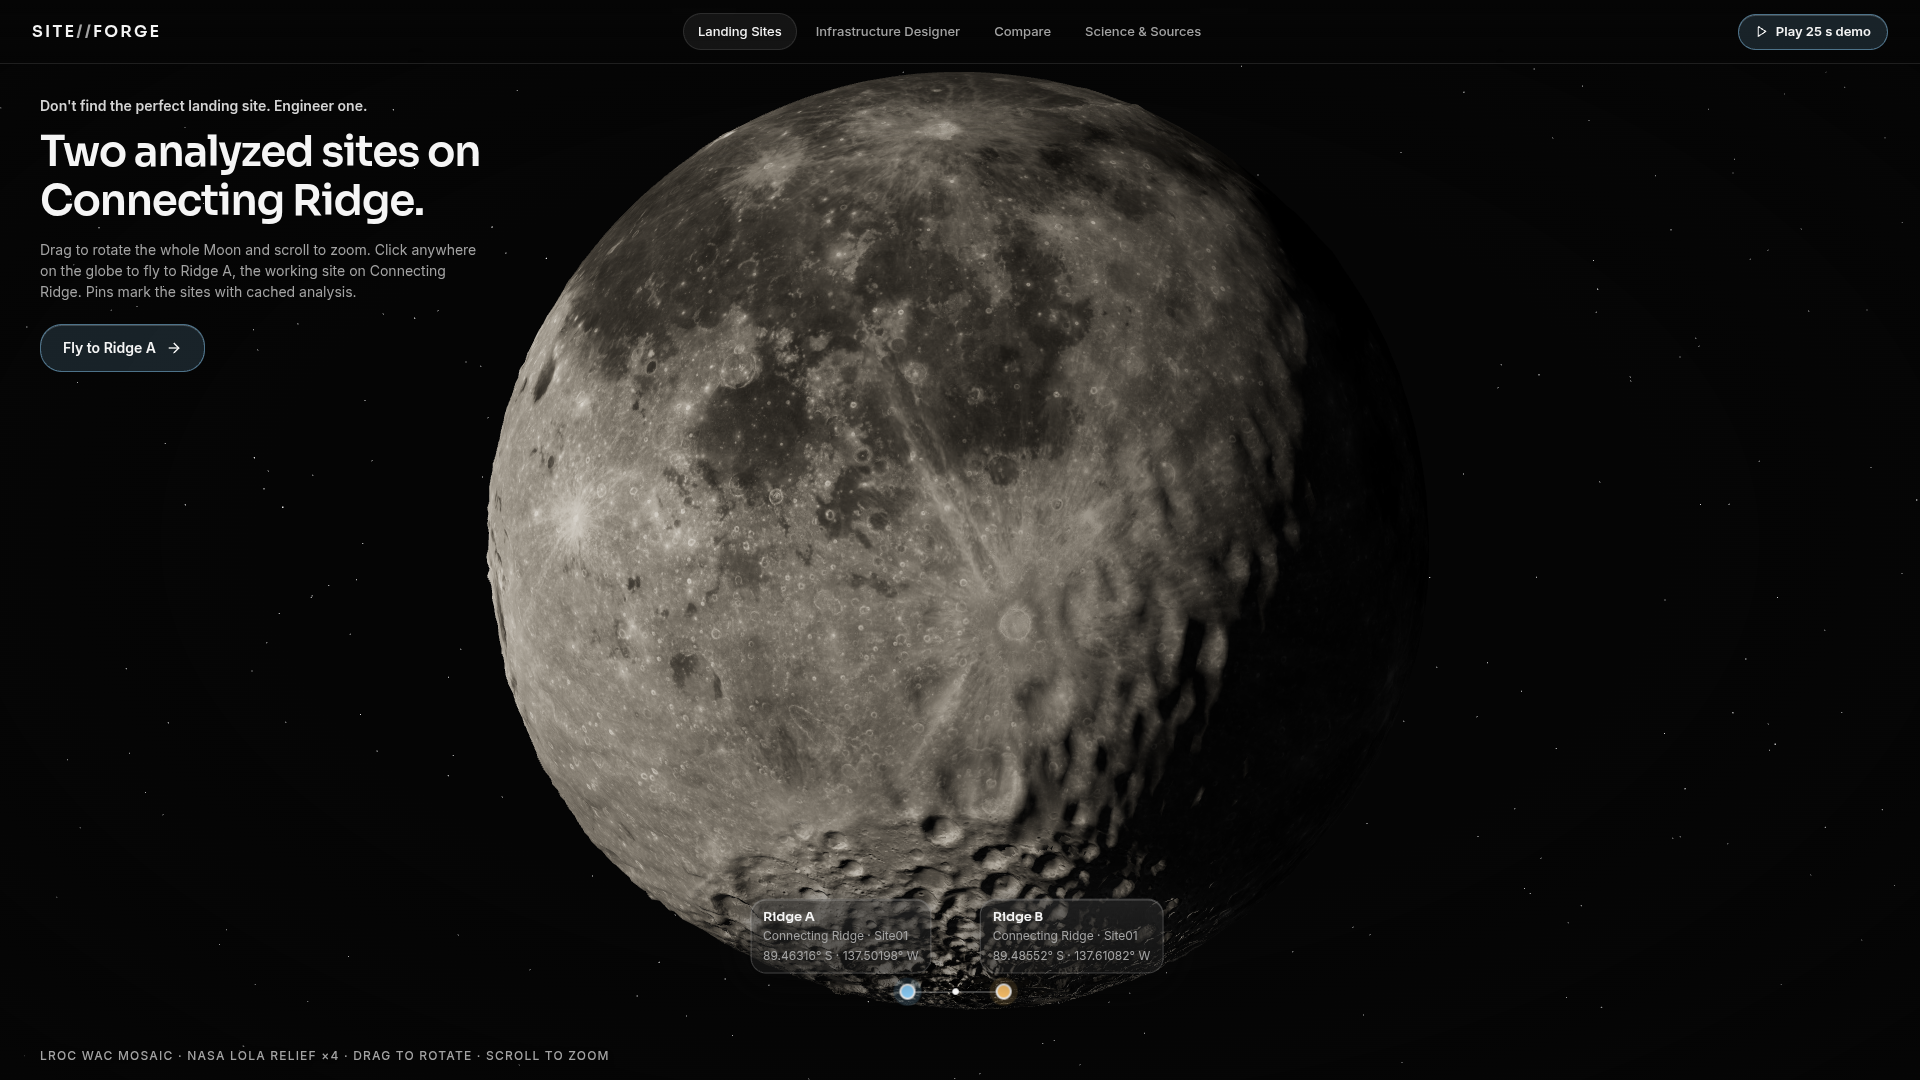 SITE//FORGE
Landing Sites
Infrastructure Designer
Compare
Science & Sources
Play 25 s demo
Don't find the perfect landing site. Engineer one.
Two analyzed sites on
Connecting Ridge.
Drag to rotate the whole Moon and scroll to zoom. Click anywhere
on the globe to fly to Ridge A, the working site on Connecting
Ridge. Pins mark the sites with cached analysis.
Fly to Ridge A
Ridge A
Connecting Ridge · Site01
89.46316° S · 137.50198° W
Ridge B
Connecting Ridge · Site01
89.48552° S · 137.61082° W
LROC WAC MOSAIC · NASA LOLA RELIEF ×4 · DRAG TO ROTATE · SCROLL TO ZOOM